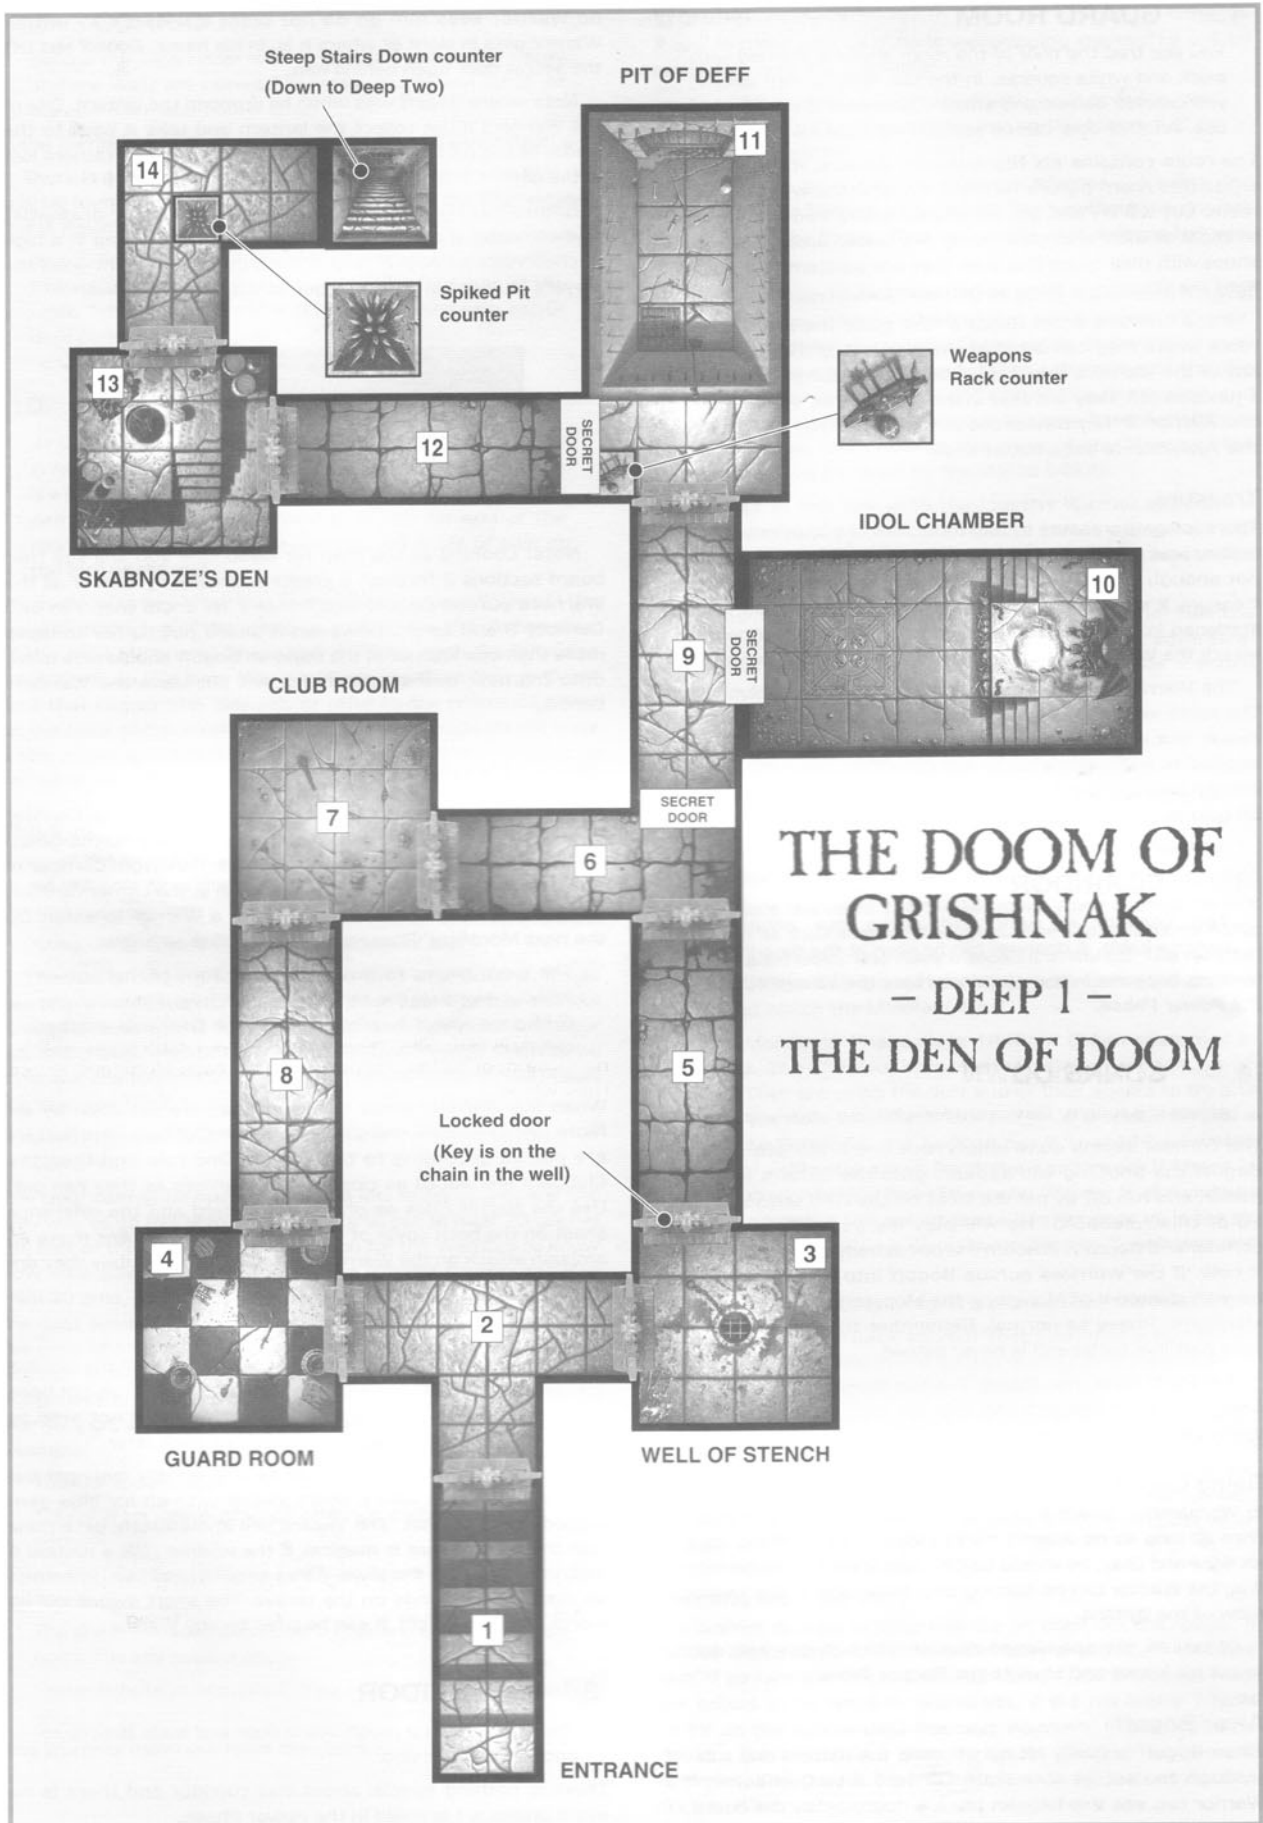 Steep Stairs Down counter
(Down to Deep Two)
PIT OF DEFF
14
11
Spiked Pit
counter
Weapons
Rack counter
13
12
SECRET
DOOR
SKABNOZE'S DEN
IDOL CHAMBER
10
9
SECRET
DOOR
CLUB ROOM
7
SECRET
DOOR
6
THE DOOM OF
GRISHNAK
– DEEP 1 –
THE DEN OF DOOM
8
5
Locked door
(Key is on the
chain in the well)
4
3
2
GUARD ROOM
WELL OF STENCH
1
ENTRANCE